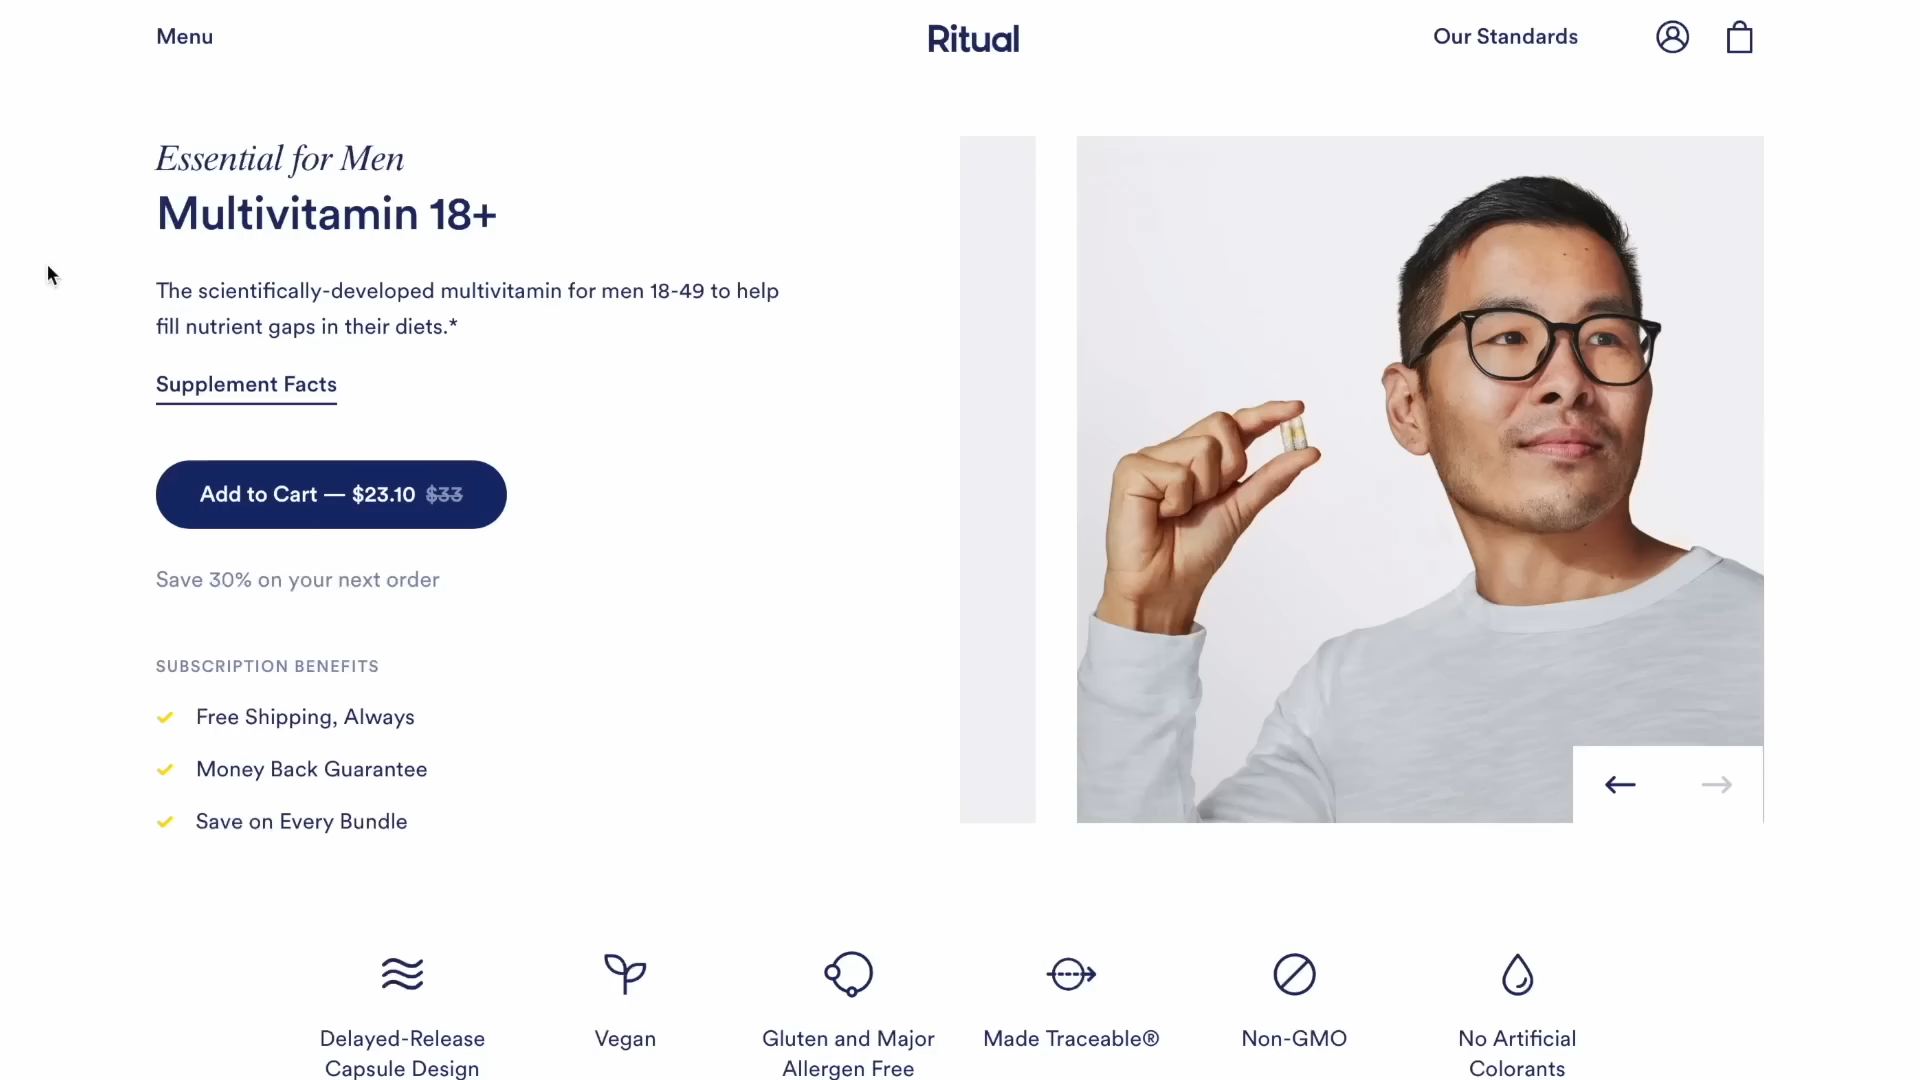 Menu
Ritual
Our Standards
Essential for Men
Multivitamin 18+
The scientifically-developed multivitamin for men 18-49 to help
fill nutrient gaps in their diets.*
Supplement Facts
Add to Cart — $23.10 $33
Save 30% on your next order
SUBSCRIPTION BENEFITS
Free Shipping, Always
Money Back Guarantee
Save on Every Bundle
Delayed-Release
Capsule Design
Vegan
Gluten and Major
Allergen Free
Made Traceable®
Non-GMO
No Artificial
Colorants